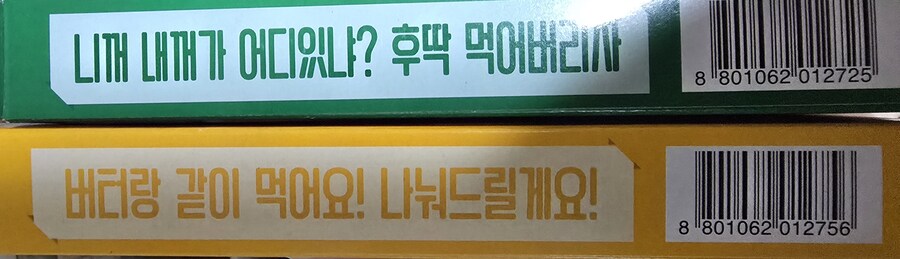 니꺼 내꺼가 어디있냐? 후딱 먹어버리자
8 801062 012725
버터랑 같이 먹어요! 나눠드릴게요!
8 801062 012756